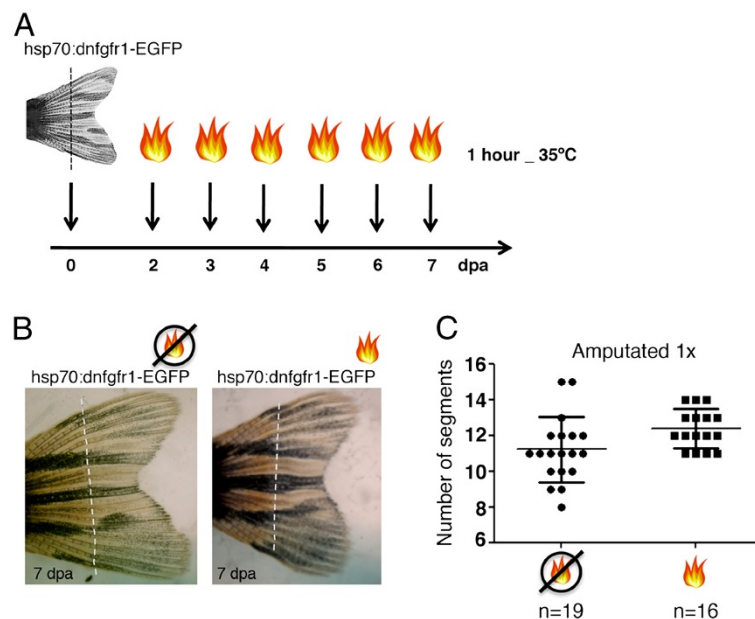 A
hsp70:dnfgfr1-EGFP
1 hour _ 35ºC
0 2 3 4 5 6 7 dpa
B
hsp70:dnfgfr1-EGFP hsp70:dnfgfr1-EGFP
7 dpa 7 dpa
C
Amputated 1x
Number of segments
16
14
12
10
8
6
n=19 n=16